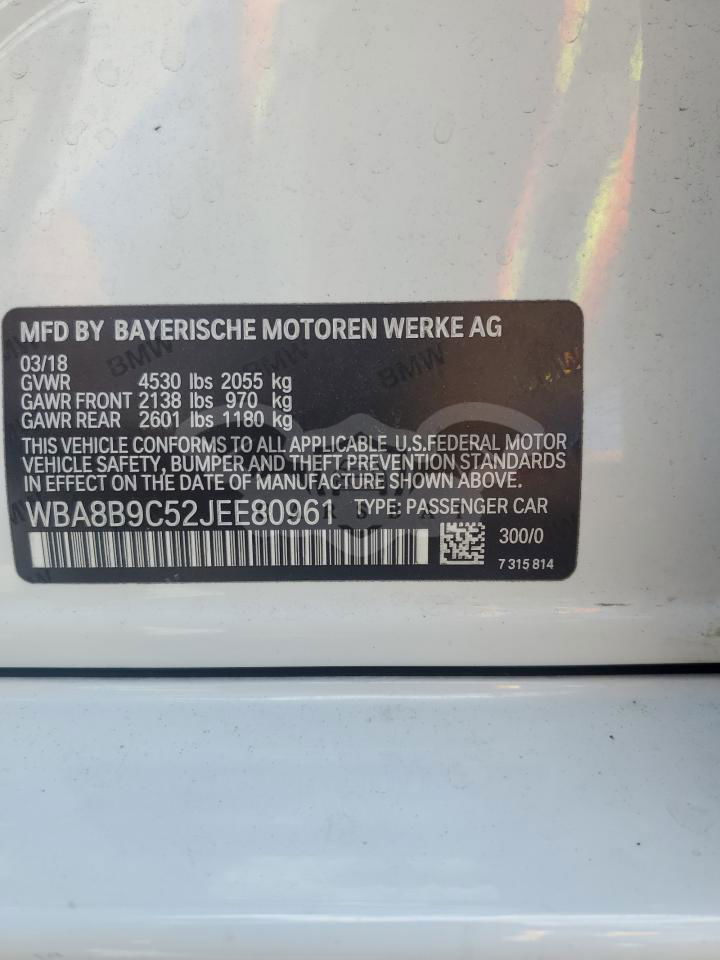 MFD BY BAYERISCHE MOTOREN WERKE AG
03/18
GVWR 4530 lbs 2055 kg
GAWR FRONT 2138 lbs 970 kg
GAWR REAR 2601 lbs 1180 kg
THIS VEHICLE CONFORMS TO ALL APPLICABLE U.S.FEDERAL MOTOR
VEHICLE SAFETY, BUMPER AND THEFT PREVENTION STANDARDS
IN EFFECT ON THE DATE OF MANUFACTURE SHOWN ABOVE.
WBA8B9C52JEE80961 TYPE: PASSENGER CAR
300/0
7 315 814
BMW
BMW